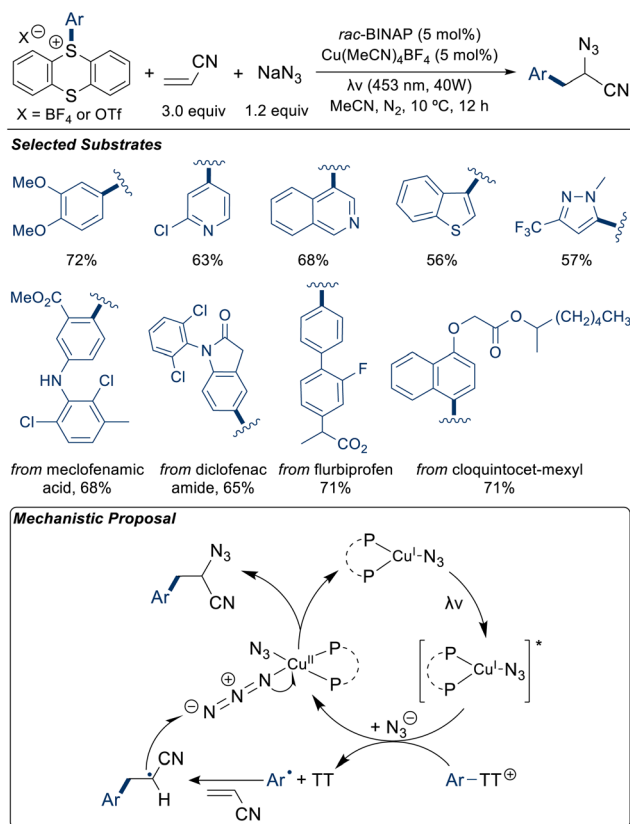 Ar
X⊖
S
⊕
S
X = BF4 or OTf
+
CN
3.0 equiv
+
NaN3
1.2 equiv
rac-BINAP (5 mol%)
Cu(MeCN)4BF4 (5 mol%)
λν (453 nm, 40W)
MeCN, N2, 10 ºC, 12 h
N3
Ar
CN
Selected Substrates
MeO
MeO
72%
Cl
N
63%
N
68%
S
56%
N
N
F3C
57%
MeO2C
HN
Cl
Cl
from meclofenamic
acid, 68%
Cl
O
N
Cl
from diclofenac
amide, 65%
F
CO2
from flurbiprofen
71%
O
O
O
(CH2)4CH3
from cloquintocet-mexyl
71%
Mechanistic Proposal
N3
Ar
CN
P
CuI
N3
P
λν
N3
CuII
P
P
N
⊕
N
N
⊖
P
CuI
N3
P
*
+ N3⊖
CN
Ar
H
Ar• + TT
CN
Ar–TT⊕